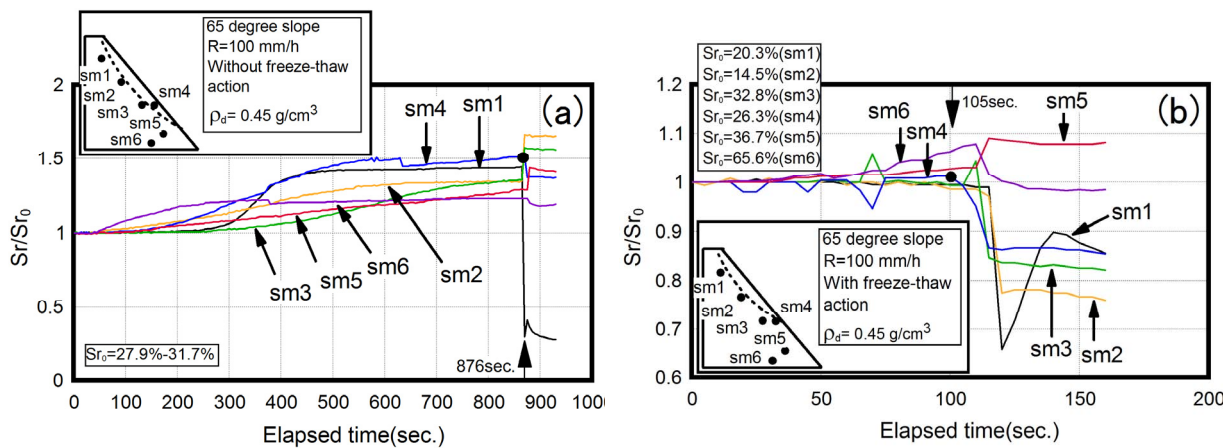 65 degree slope
R=100 mm/h
Without freeze-thaw
action
ρd= 0.45 g/cm3
sm1
sm2
sm3
sm4
sm5
sm6
(a)
sm4
sm1
sm3
sm5
sm6
sm2
Sr0=27.9%-31.7%
876sec.
2
1.5
1
0.5
0
Sr/Sr0
0 100 200 300 400 500 600 700 800 900 1000
Elapsed time(sec.)
Sr0=20.3%(sm1)
Sr0=14.5%(sm2)
Sr0=32.8%(sm3)
Sr0=26.3%(sm4)
Sr0=36.7%(sm5)
Sr0=65.6%(sm6)
105sec.
(b)
sm6
sm4
sm5
sm1
sm3
sm2
65 degree slope
R=100 mm/h
With freeze-thaw
action
ρd= 0.45 g/cm3
sm1
sm2
sm3
sm4
sm5
sm6
1.2
1.1
1
0.9
0.8
0.7
0.6
Sr/Sr0
0 50 100 150 200
Elapsed time(sec.)